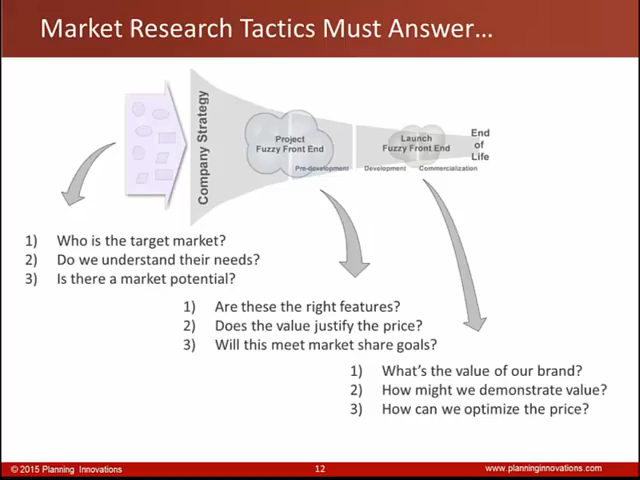 Market Research Tactics Must Answer…
Company Strategy
Project
Fuzzy Front End
Pre-development
Launch
Fuzzy Front End
Development
Commercialization
End
of
Life
1) Who is the target market?
2) Do we understand their needs?
3) Is there a market potential?
1) Are these the right features?
2) Does the value justify the price?
3) Will this meet market share goals?
1) What's the value of our brand?
2) How might we demonstrate value?
3) How can we optimize the price?
© 2015 Planning Innovations
12
www.planninginnovations.com